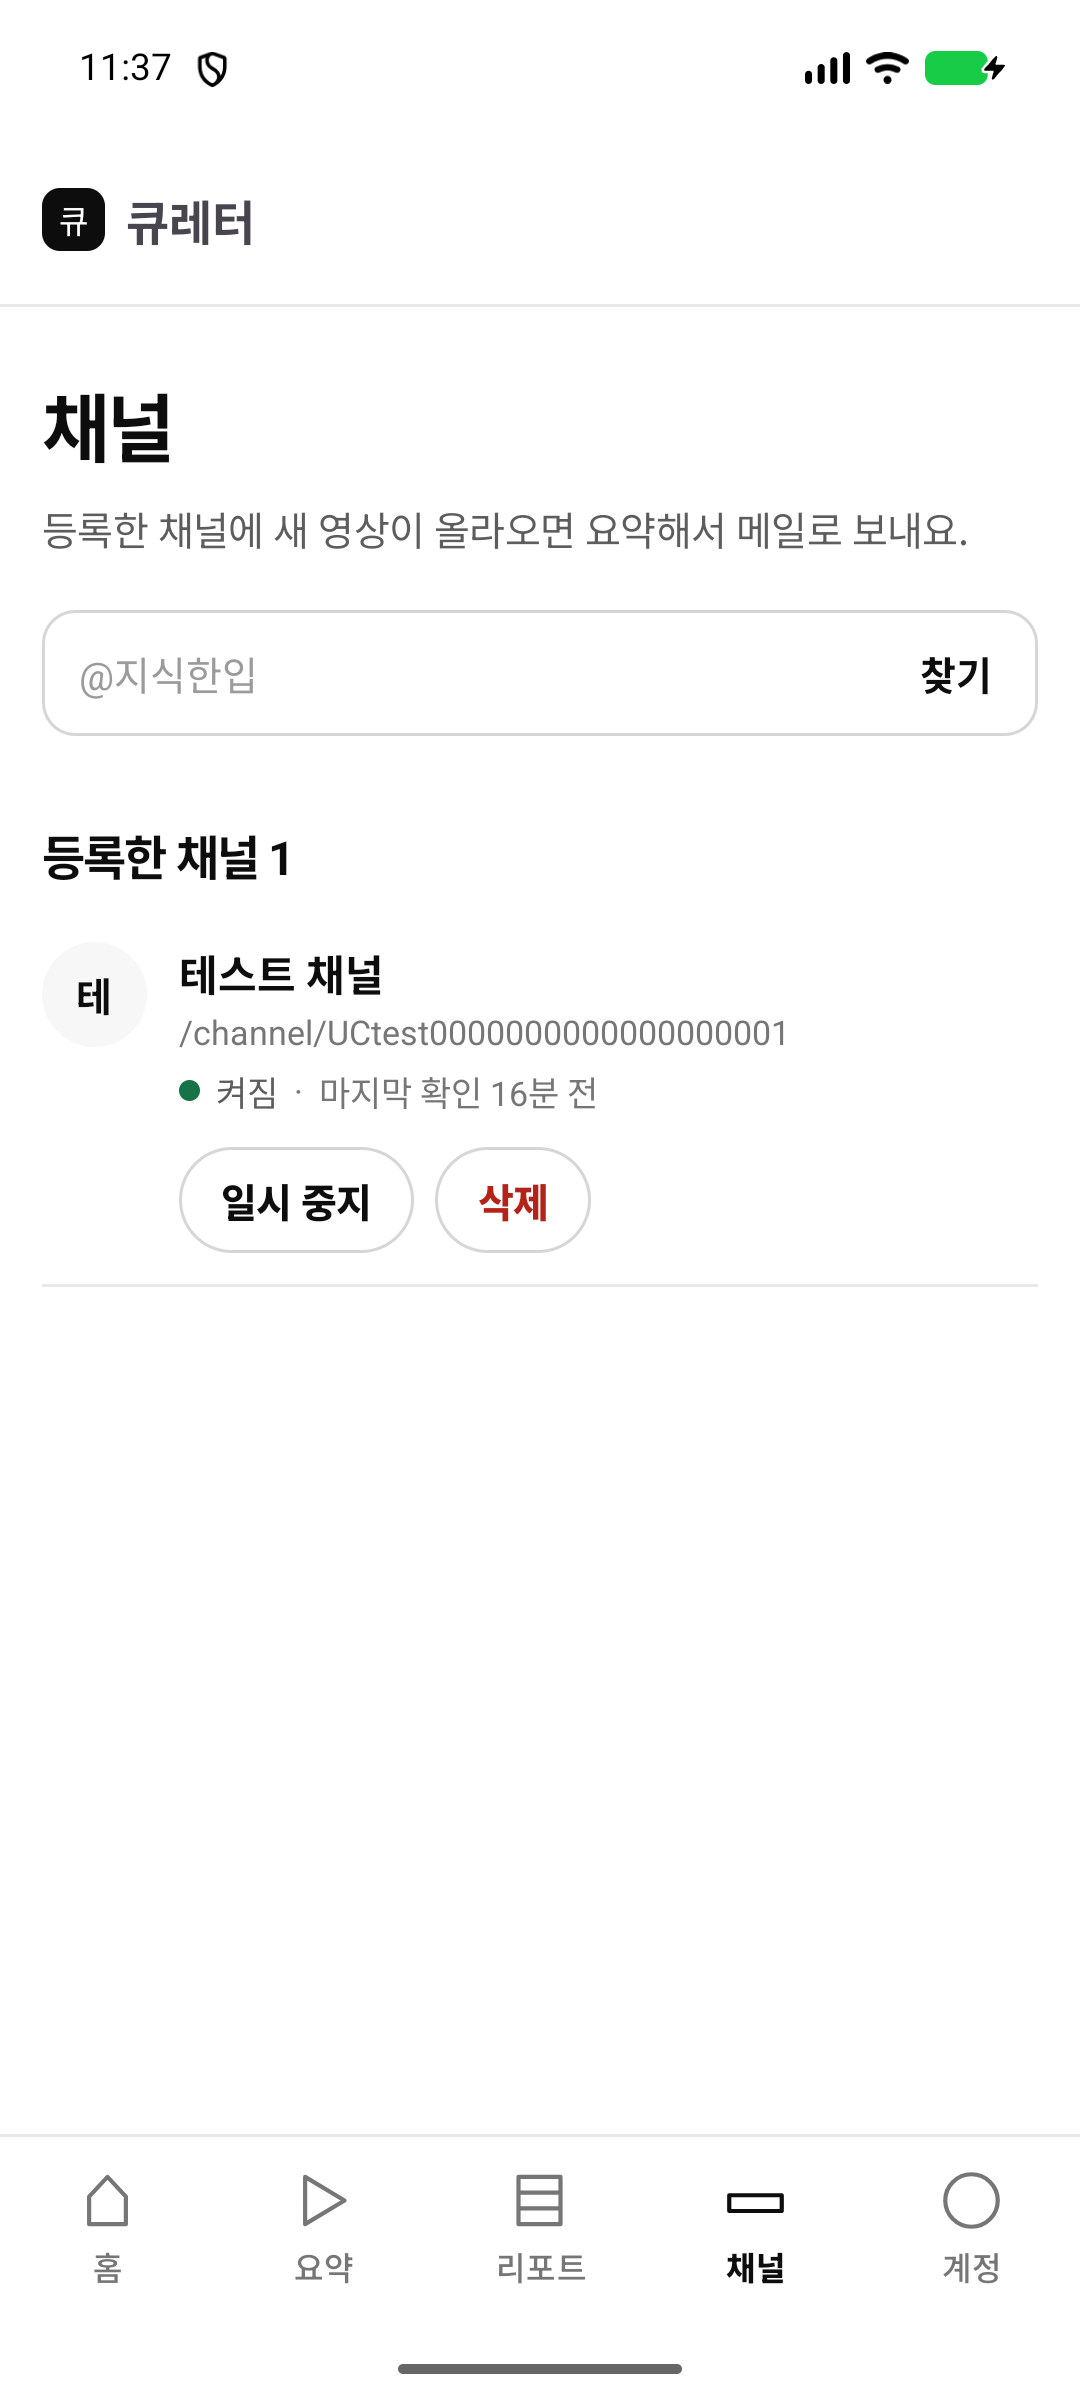 11:37
큐 큐레터
채널
등록한 채널에 새 영상이 올라오면 요약해서 메일로 보내요.
@지식한입 찾기
등록한 채널 1
테 테스트 채널
/channel/UCtest0000000000000000001
켜짐 · 마지막 확인 16분 전
일시 중지 삭제
홈 요약 리포트 채널 계정